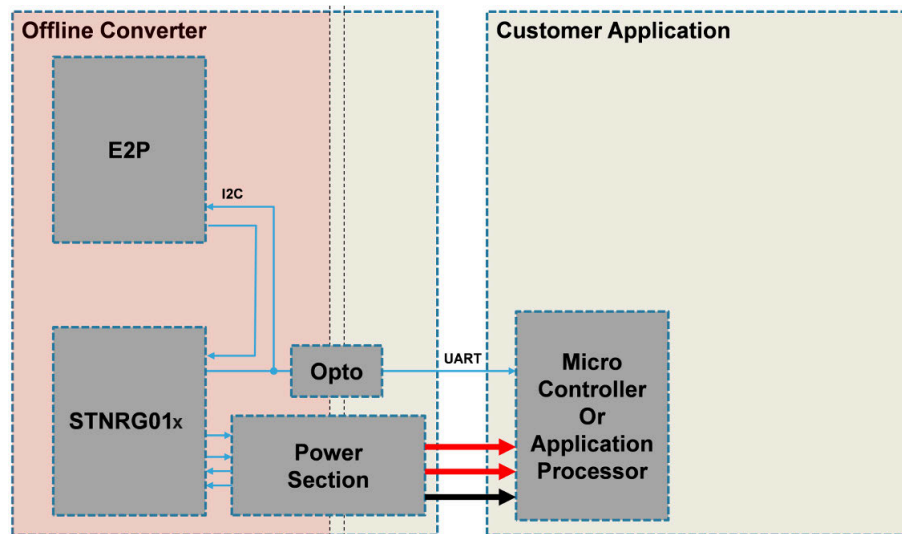 Offline Converter
Customer Application
E2P
I2C
STNRG01x
Opto
UART
Power
Section
Micro
Controller
Or
Application
Processor